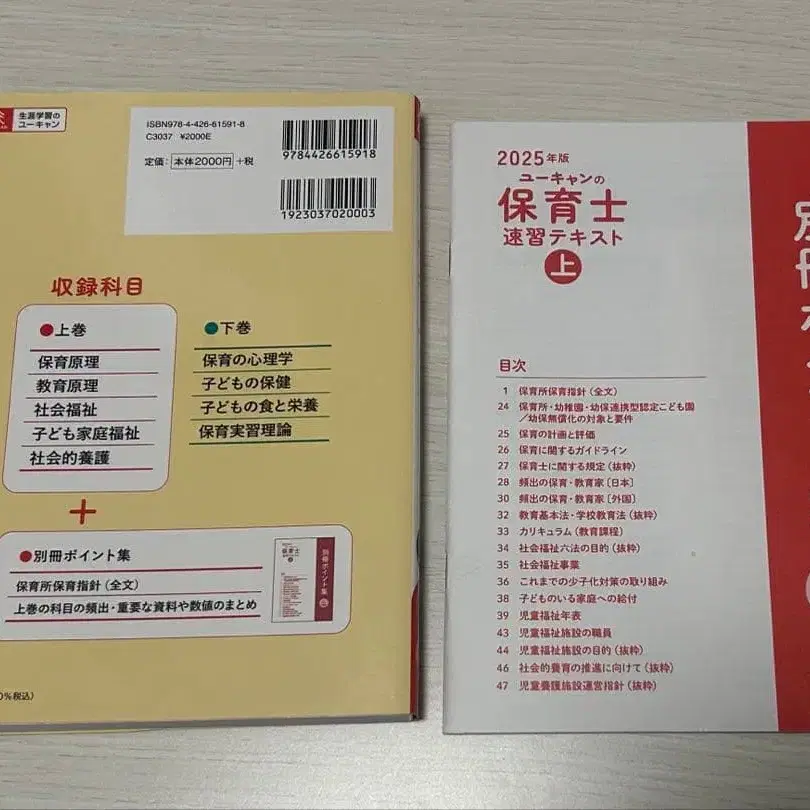 生涯学習の
ユーキャン
ISBN978-4-426-61591-8
C3037 ¥2000E
定価: 本体2000円 +税
9784426615918
1923037020003
収録科目
●上巻
保育原理
教育原理
社会福祉
子ども家庭福祉
社会的養護
●下巻
保育の心理学
子どもの保健
子どもの食と栄養
保育実習理論
+
●別冊ポイント集
保育所保育指針(全文)
上巻の科目の頻出・重要な資料や数値のまとめ
保育士
別冊ポイント集
上
0%税込)
2025年版
ユーキャンの
保育士
速習テキスト
上
目次
1 保育所保育指針(全文)
24 保育所・幼稚園・幼保連携型認定こども園
/幼保無償化の対象と要件
25 保育の計画と評価
26 保育に関するガイドライン
27 保育士に関する規定(抜粋)
28 頻出の保育・教育家[日本]
30 頻出の保育・教育家[外国]
32 教育基本法・学校教育法(抜粋)
33 カリキュラム(教育課程)
34 社会福祉六法の目的(抜粋)
35 社会福祉事業
36 これまでの少子化対策の取り組み
38 子どものいる家庭への給付
39 児童福祉年表
43 児童福祉施設の職員
44 児童福祉施設の目的(抜粋)
46 社会的養育の推進に向けて(抜粋)
47 児童養護施設運営指針(抜粋)
別冊